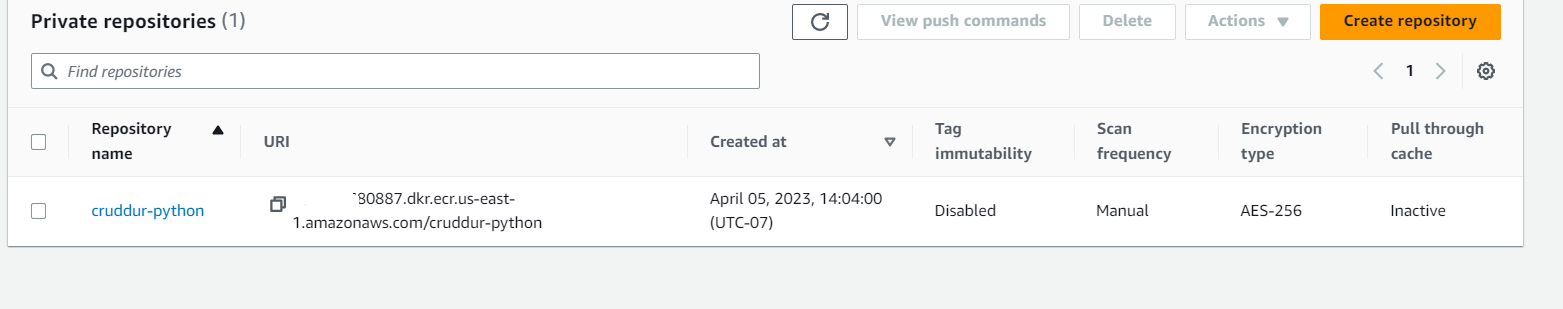 Private repositories (1)
View push commands
Delete
Actions
Create repository
Find repositories
1
Repository name
URI
Created at
Tag immutability
Scan frequency
Encryption type
Pull through cache
cruddur-python
80887.dkr.ecr.us-east-
1.amazonaws.com/cruddur-python
April 05, 2023, 14:04:00
(UTC-07)
Disabled
Manual
AES-256
Inactive